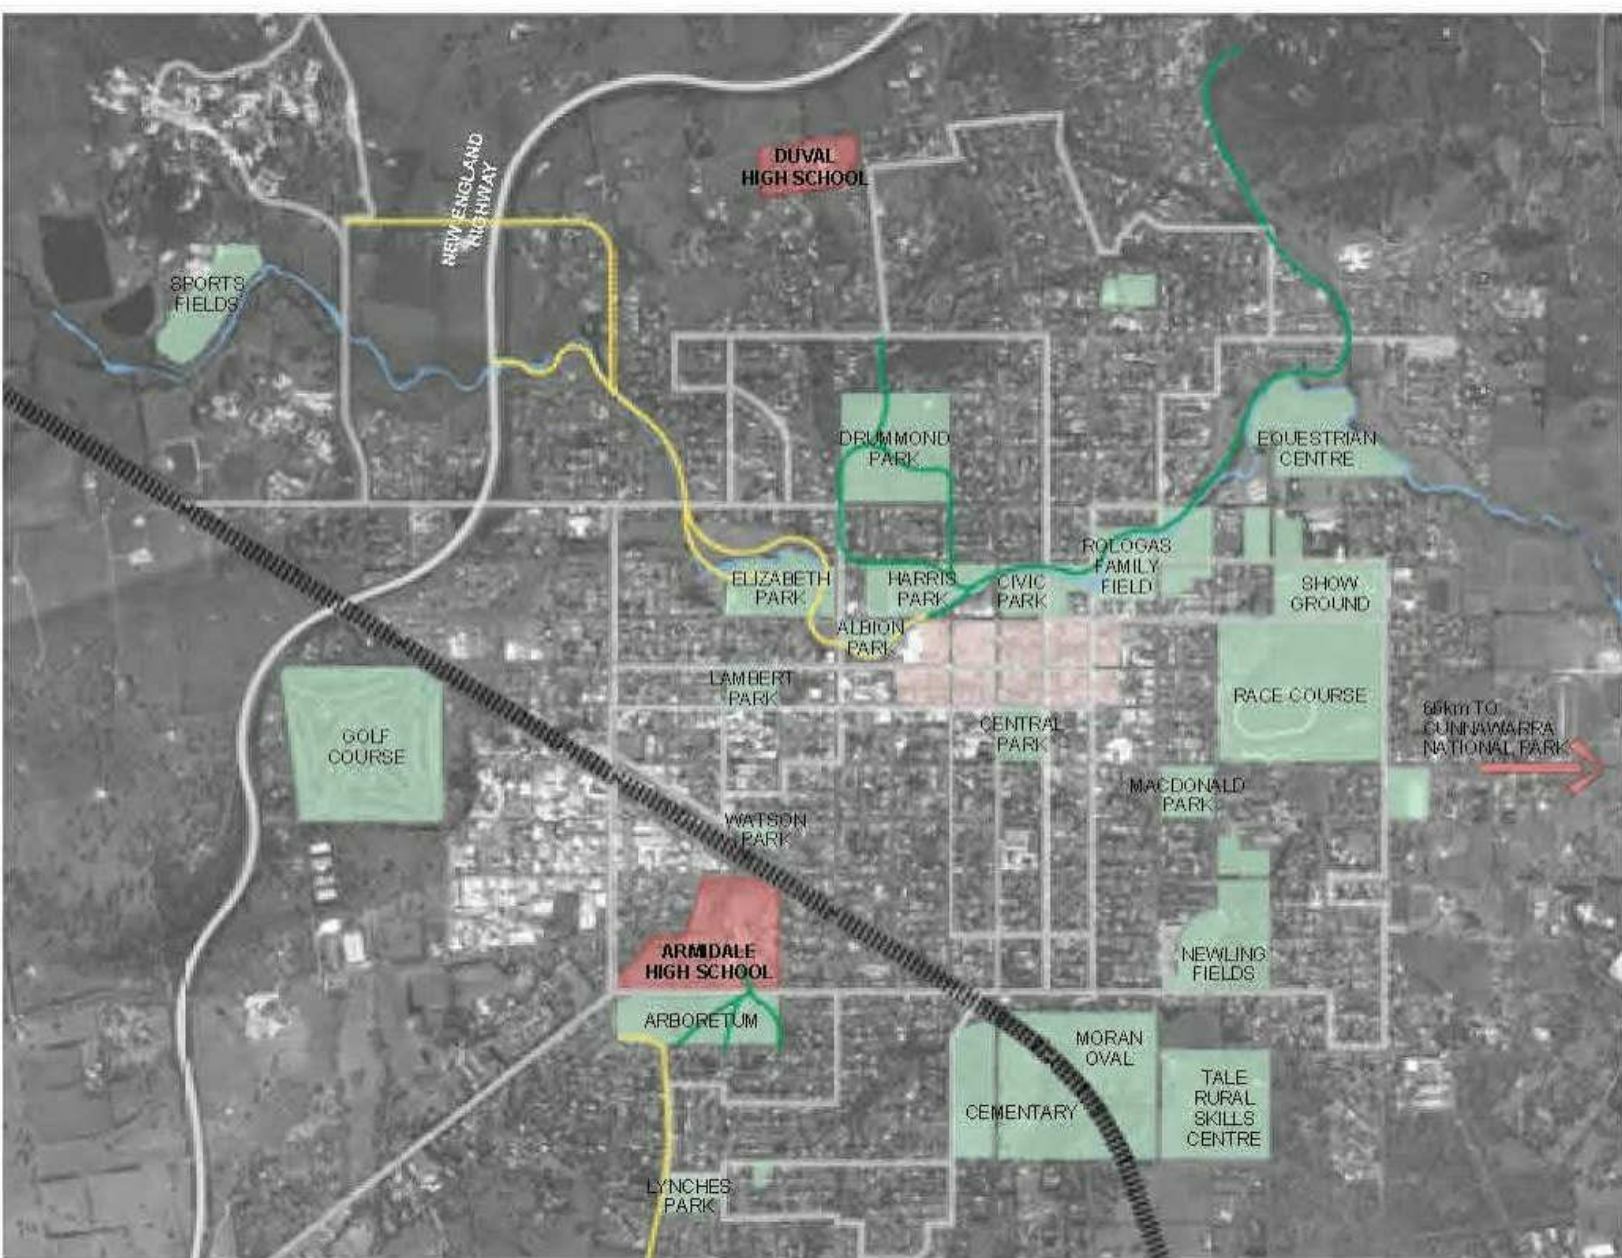 NEW ENGLAND
HIGHWAY
DUVAL
HIGH SCHOOL
SPORTS
FIELDS
DRUMMOND
PARK
EQUESTRIAN
CENTRE
ELIZABETH
PARK
HARRIS
PARK
CIVIC
PARK
ROLOGAS
FAMILY
FIELD
SHOW
GROUND
ALBION
PARK
LAMBERT
PARK
RACE COURSE
GOLF
COURSE
CENTRAL
PARK
65km TO
CUNNAWARRA
NATIONAL PARK
MACDONALD
PARK
WATSON
PARK
ARMIDALE
HIGH SCHOOL
NEWLING
FIELDS
ARBORETUM
MORAN
OVAL
CEMENTARY
TALE
RURAL
SKILLS
CENTRE
LYNCHES
PARK